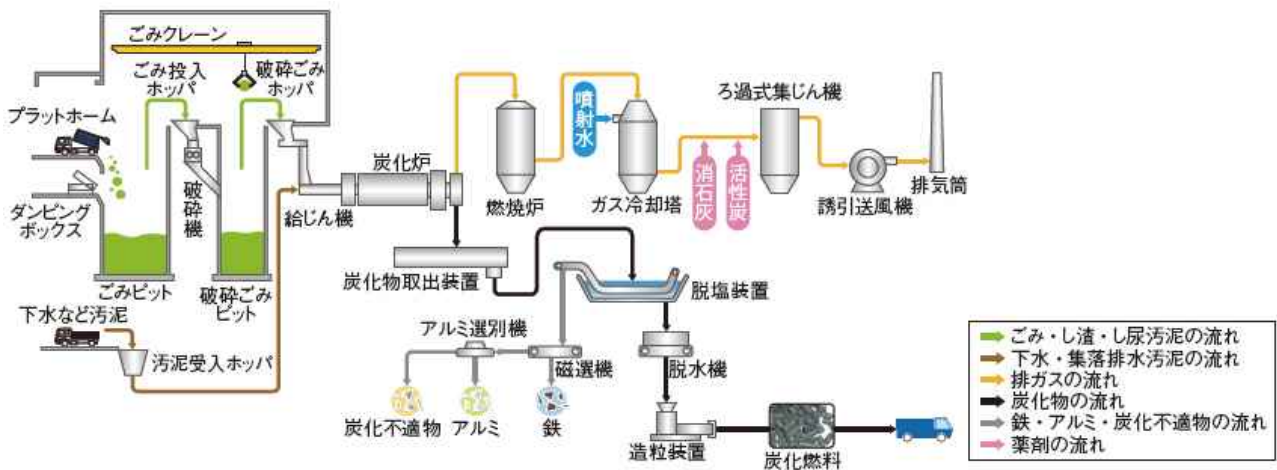 ごみクレーン
ごみ投入
ホッパ
破砕ごみ
ホッパ
プラットホーム
ダンピング
ボックス
破砕機
ごみピット
破砕ごみ
ピット
給じん機
炭化炉
下水など汚泥
汚泥受入ホッパ
燃焼炉
噴射水
ガス冷却塔
消石灰
活性炭
ろ過式集じん機
誘引送風機
排気筒
炭化物取出装置
脱塩装置
アルミ選別機
磁選機
脱水機
炭化不適物
アルミ
鉄
造粒装置
炭化燃料
ごみ・し渣・し尿汚泥の流れ
下水・集落排水汚泥の流れ
排ガスの流れ
炭化物の流れ
鉄・アルミ・炭化不適物の流れ
薬剤の流れ